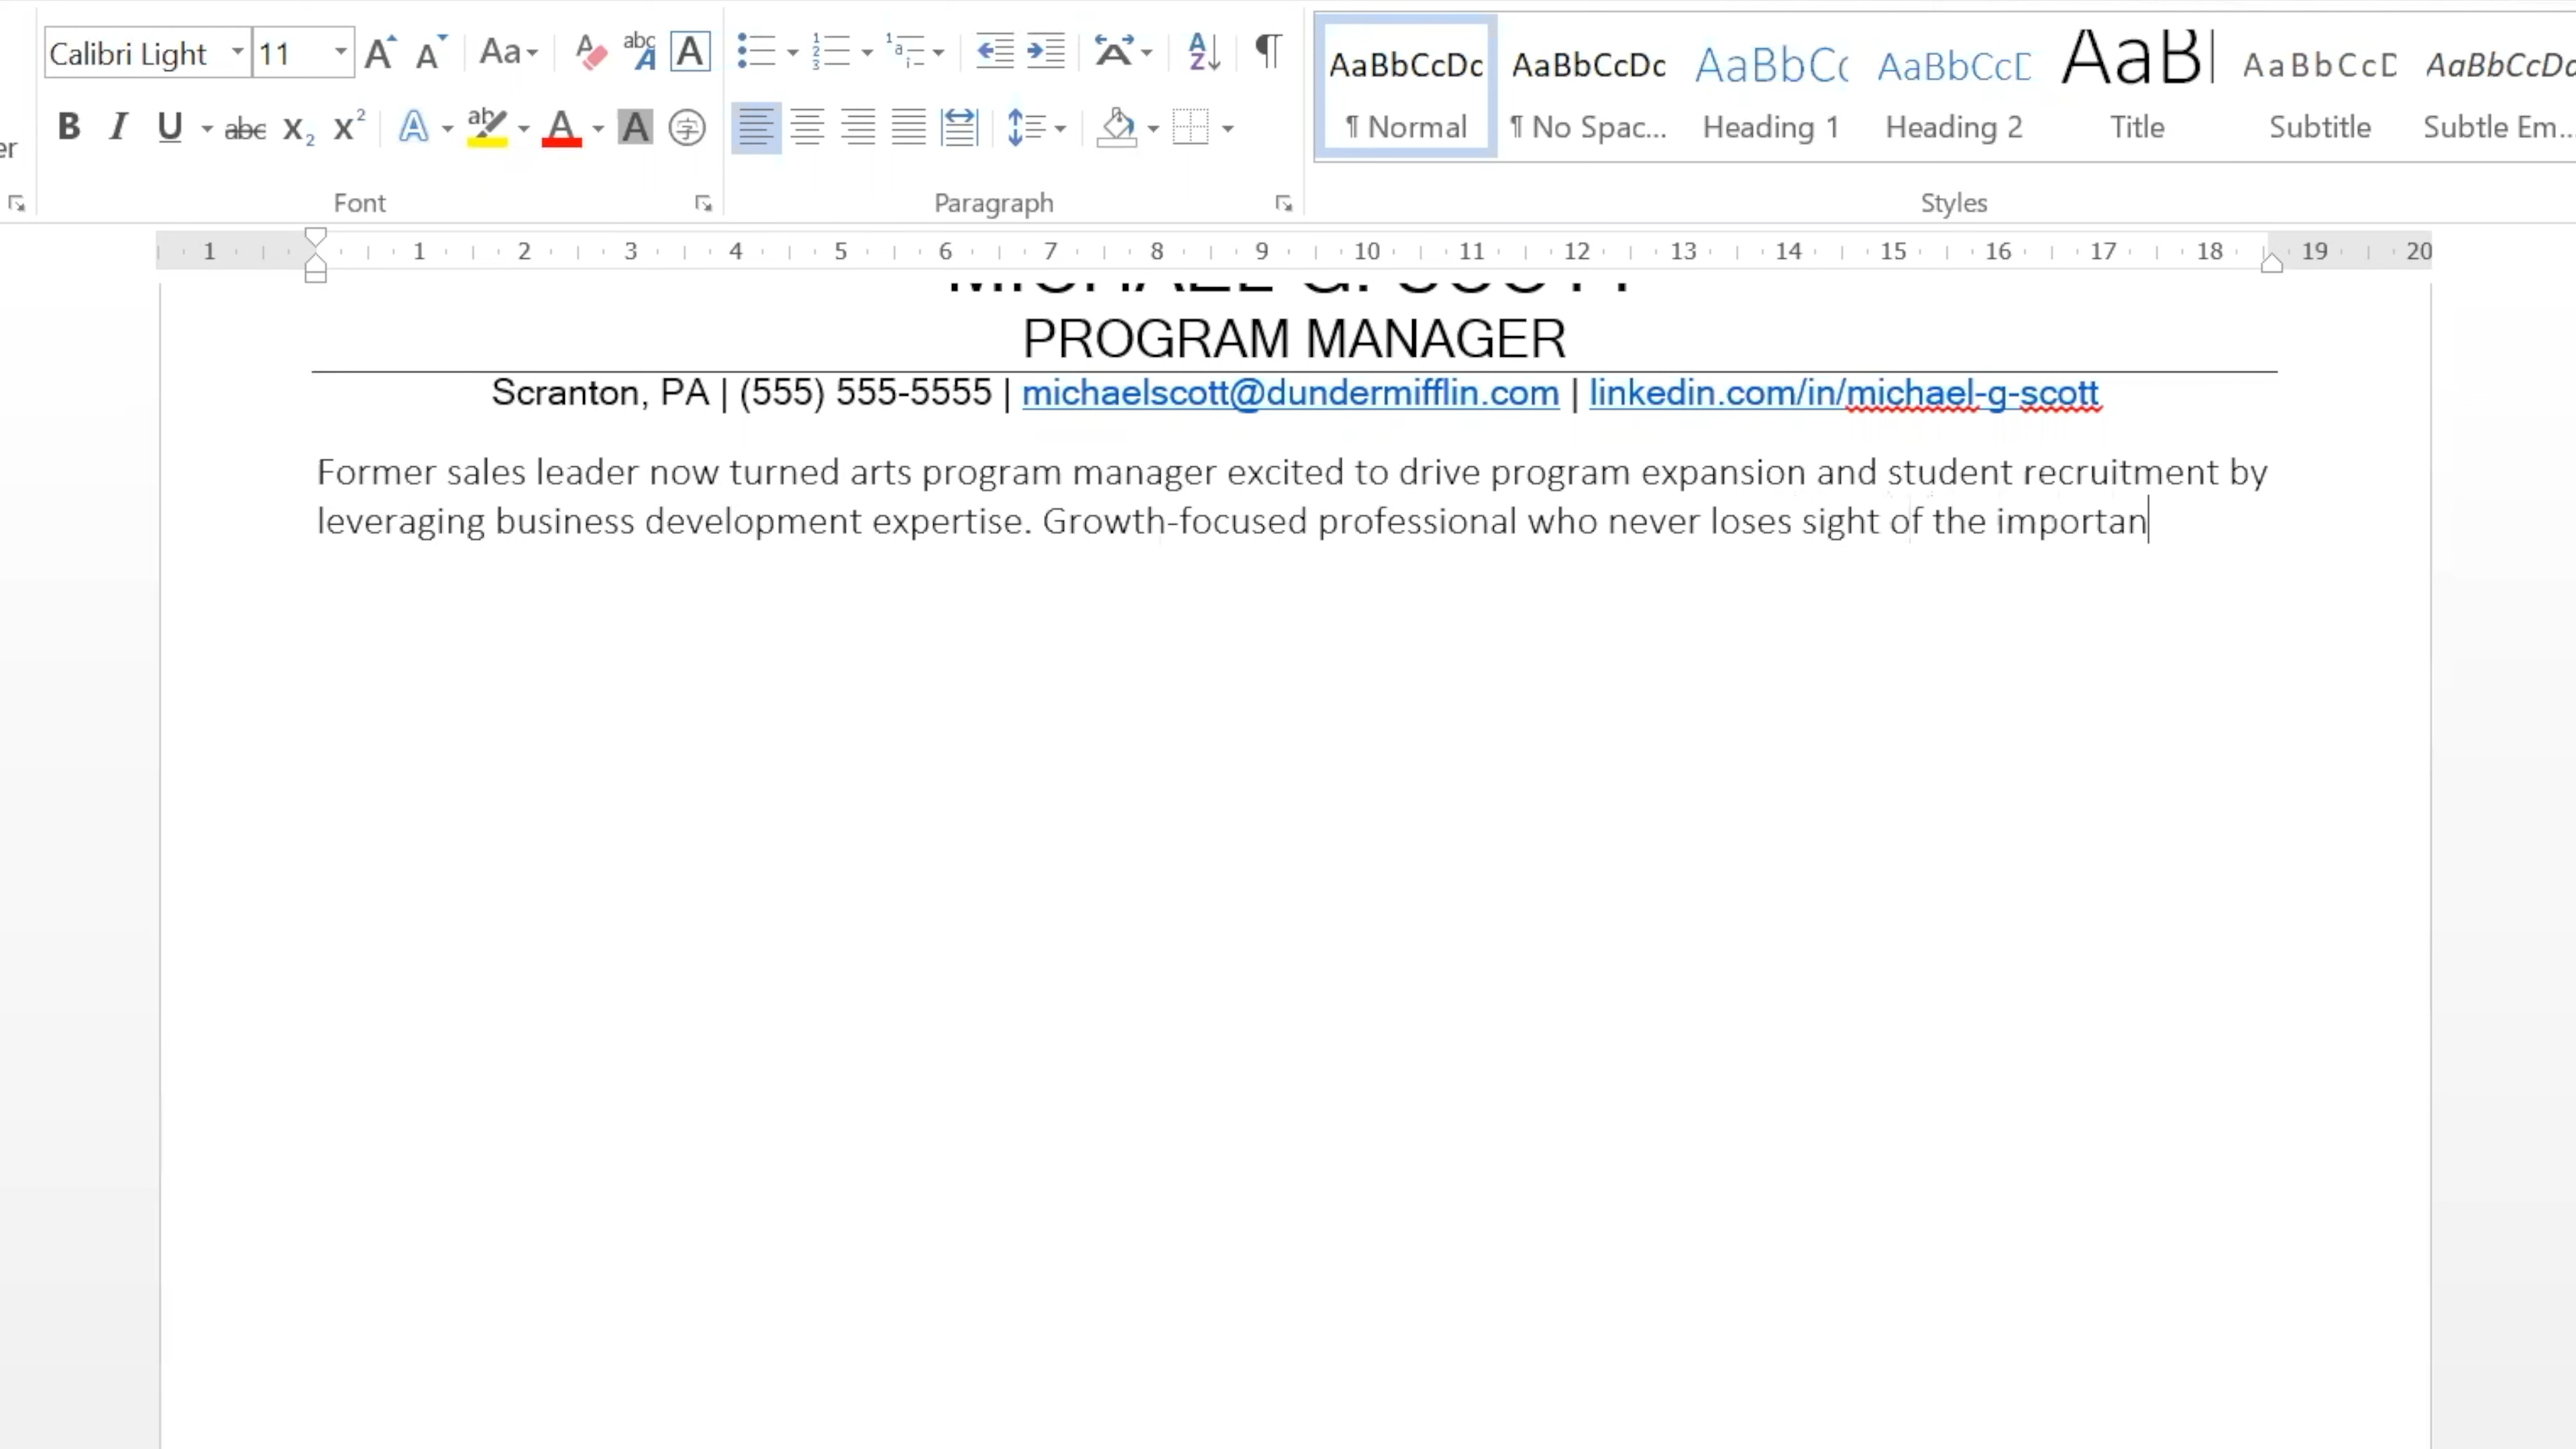 Calibri Light 11 A A Aa abc A A
B I U abc X2 X2 A ab A A 字
er
Font
Paragraph
AaBbCcDc AaBbCcDc AaBbC AaBbCcD AaB AaBbCcD AaBbCcDc
¶ Normal ¶ No Spac... Heading 1 Heading 2 Title Subtitle Subtle Em...
Styles
1 1 2 3 4 5 6 7 8 9 10 11 12 13 14 15 16 17 18 19 20
MICHAEL G. SCOTT
PROGRAM MANAGER
Scranton, PA | (555) 555-5555 | michaelscott@dundermifflin.com | linkedin.com/in/michael-g-scott
Former sales leader now turned arts program manager excited to drive program expansion and student recruitment by
leveraging business development expertise. Growth-focused professional who never loses sight of the importan